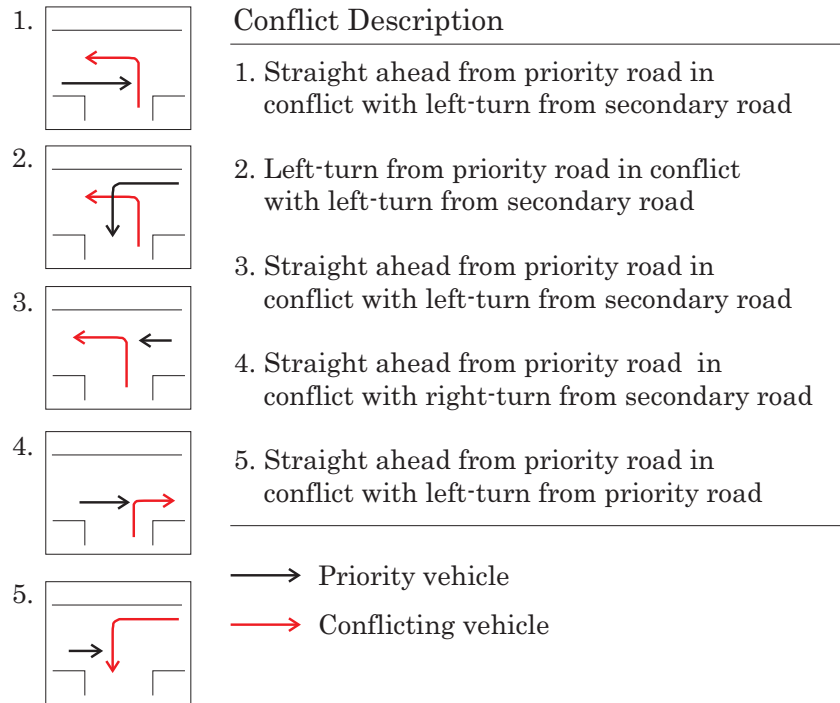 Conflict Description
1.
1. Straight ahead from priority road in
conflict with left-turn from secondary road
2.
2. Left-turn from priority road in conflict
with left-turn from secondary road
3.
3. Straight ahead from priority road in
conflict with left-turn from secondary road
4.
4. Straight ahead from priority road in
conflict with right-turn from secondary road
5.
5. Straight ahead from priority road in
conflict with left-turn from priority road
Priority vehicle
Conflicting vehicle